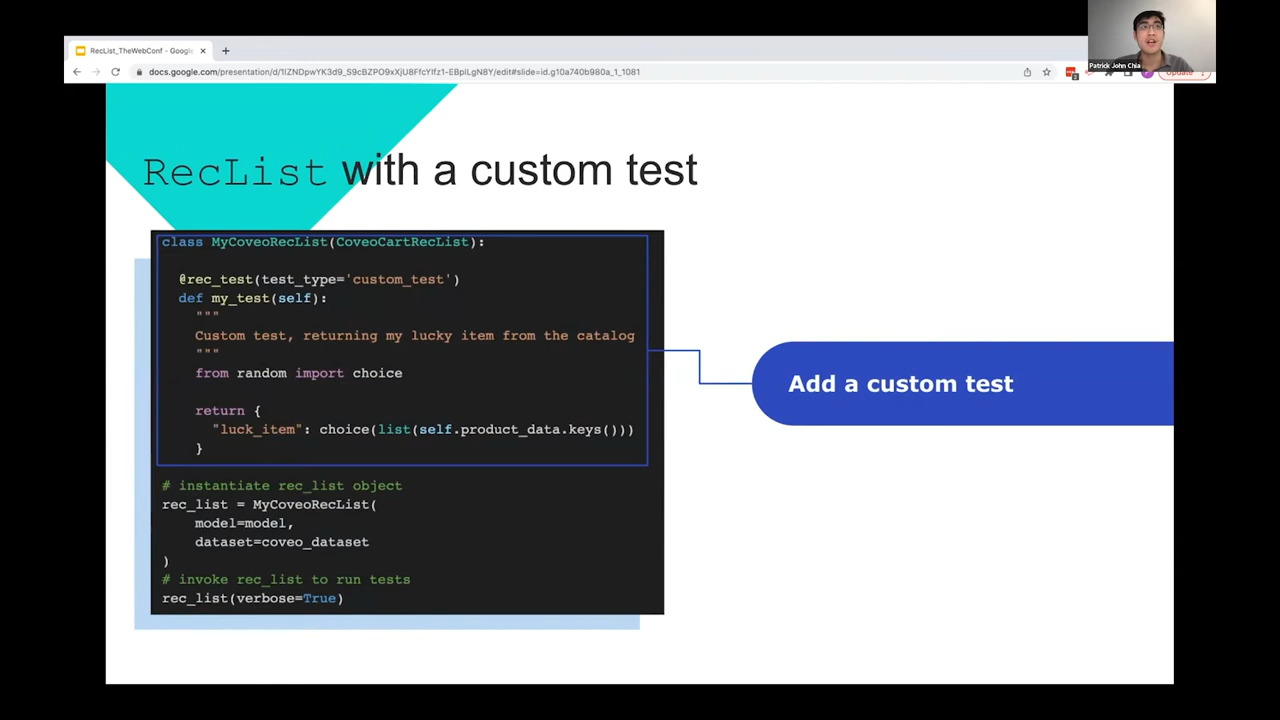 RecList_TheWebConf - Google
docs.google.com/presentation/d/1IZNDpwYK3d9_S9cBZPO9xXjU8FfcYIfz1-EBpiLgN8Y/edit#slide=id.g10a740b980a_1_1081
Update
Patrick John Chia
RecList with a custom test
class MyCoveoRecList(CoveoCartRecList):
@rec_test(test_type='custom_test')
def my_test(self):
"""
Custom test, returning my lucky item from the catalog
"""
from random import choice
return {
"luck_item": choice(list(self.product_data.keys()))
}
# instantiate rec_list object
rec_list = MyCoveoRecList(
model=model,
dataset=coveo_dataset
)
# invoke rec_list to run tests
rec_list(verbose=True)
Add a custom test